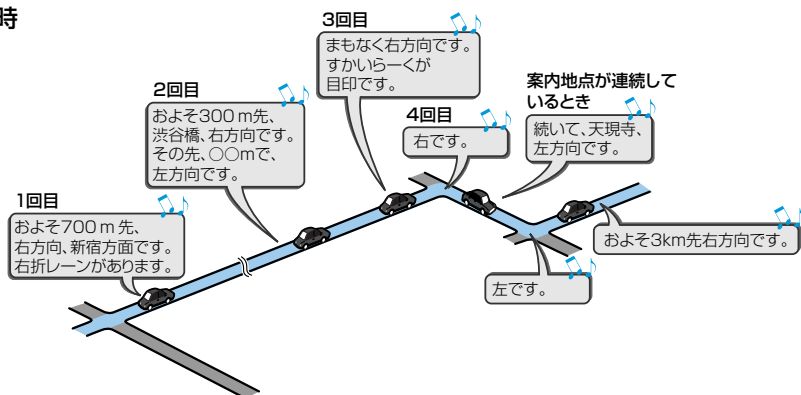 時
1回目
およそ700 m 先、
右方向、新宿方面です。
右折レーンがあります。
2回目
およそ300 m先、
渋谷橋、右方向です。
その先、○○mで、
左方向です。
3回目
まもなく右方向です。
すかいらーくが
目印です。
4回目
右です。
案内地点が連続して
いるとき
続いて、天現寺、
左方向です。
左です。
およそ3km先右方向です。